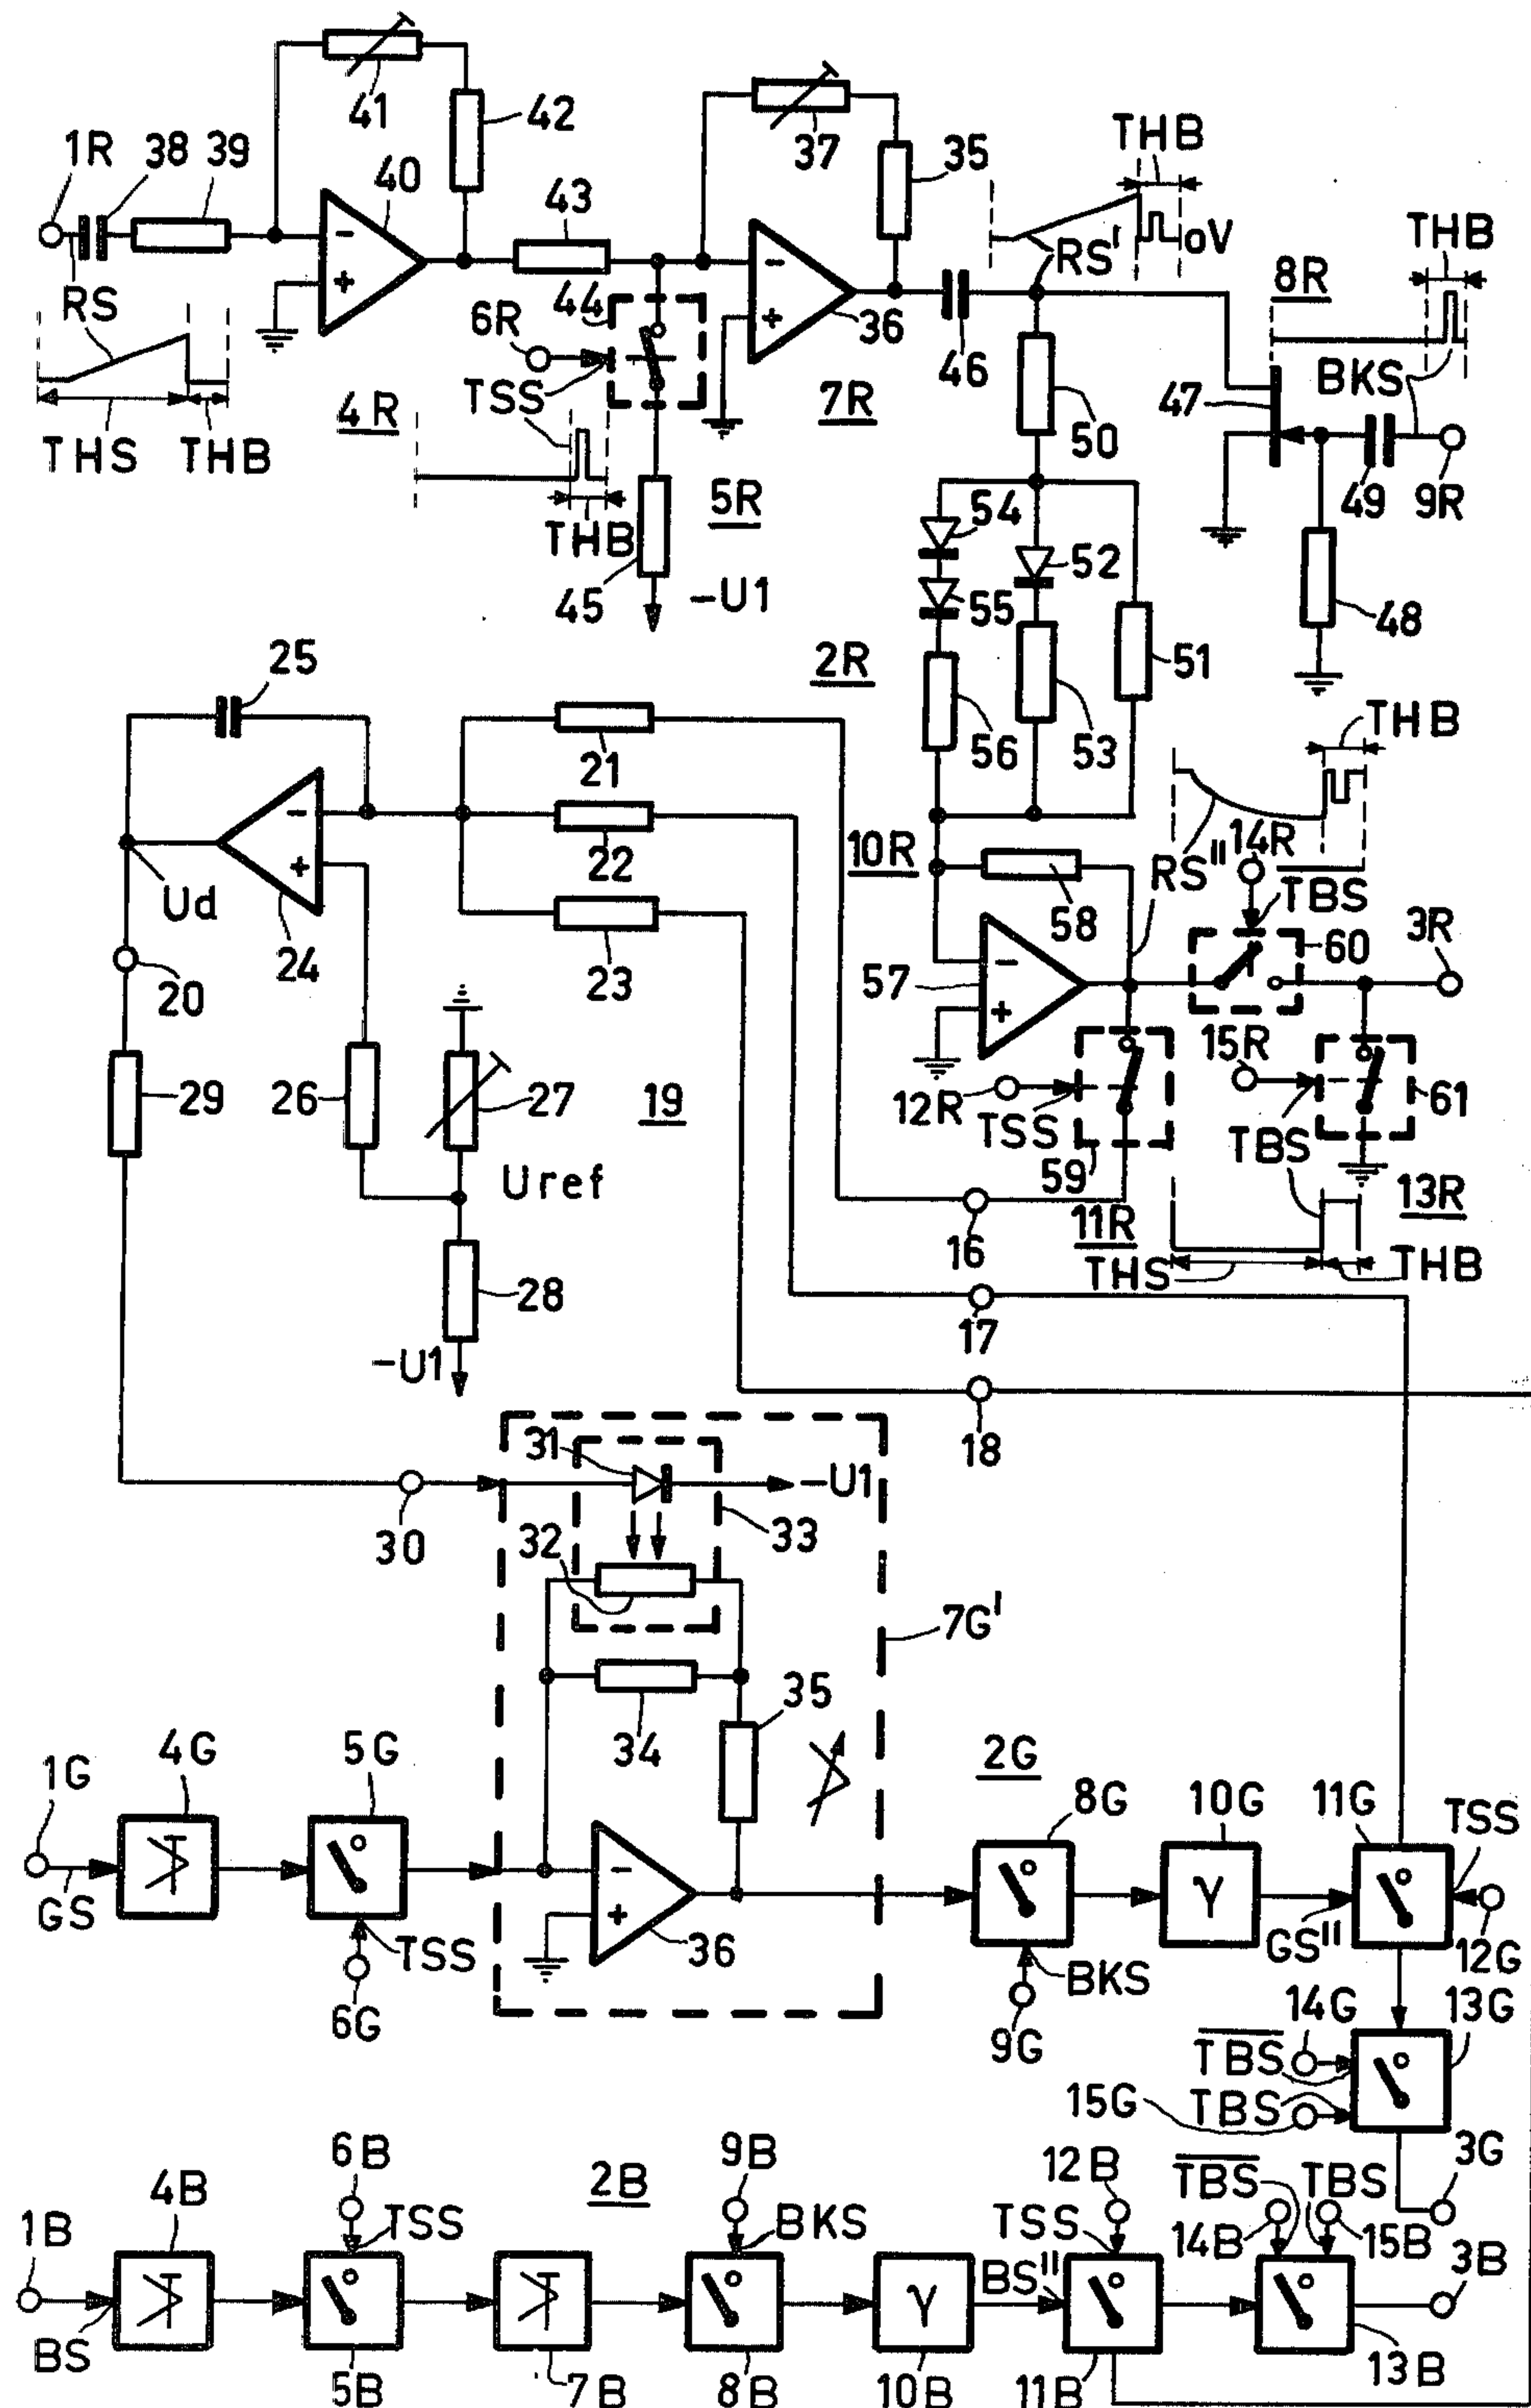 41
42
37
35
THB
1R
38
39
40
43
RS'
0V
THB
RS
44
6R
TSS
36
46
7R
8R
BKS
47
50
4R
THS
THB
THB
5R
45
-U1
49
9R
54
52
55
48
25
2R
51
56
53
THB
21
22
10R
RS"
14R
TBS
Ud
24
23
58
60
3R
20
57
29
26
27
19
12R
TSS
59
15R
TBS
61
Uref
16
11R
13R
28
THS
THB
17
-U1
18
31
-U1
30
33
32
7G'
34
35
1G
4G
5G
2G
8G
10G
11G
TSS
γ
GS
TSS
36
GS"
12G
6G
BKS
9G
14G
13G
TBS
TBS
15G
6B
2B
9B
12B
TBS
TBS
3G
1B
4B
TSS
BKS
TSS
14B
15B
3B
γ
BS"
BS
5B
7B
8B
10B
11B
13B